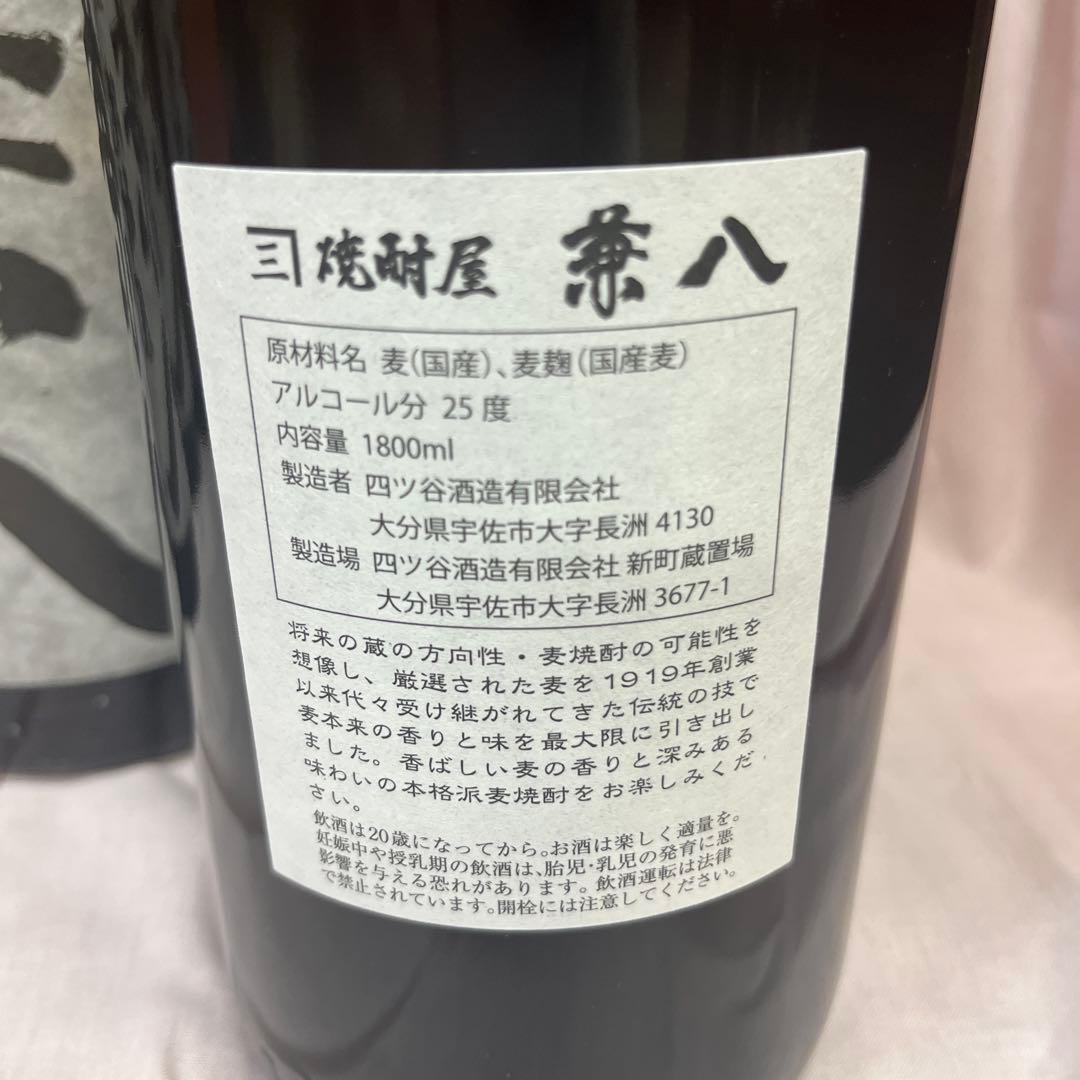 三 焼酎屋 兼八
原材料名 麦(国産)、麦麹(国産麦)
アルコール分 25度
内容量 1800ml
製造者 四ツ谷酒造有限会社
大分県宇佐市大字長洲4130
製造場 四ツ谷酒造有限会社 新町蔵置場
大分県宇佐市大字長洲3677-1
将来の蔵の方向性・麦焼酎の可能性を
想像し、厳選された麦を1919年創業
以来代々受け継がれてきた伝統の技で
麦本来の香りと味を最大限に引き出し
ました。香ばしい麦の香りと深みある
味わいの本格派麦焼酎をお楽しみくだ
さい。
飲酒は20歳になってから。お酒は楽しく適量を。
妊娠中や授乳期の飲酒は、胎児・乳児の発育に悪
影響を与える恐れがあります。飲酒運転は法律
で禁止されています。開栓には注意してください。